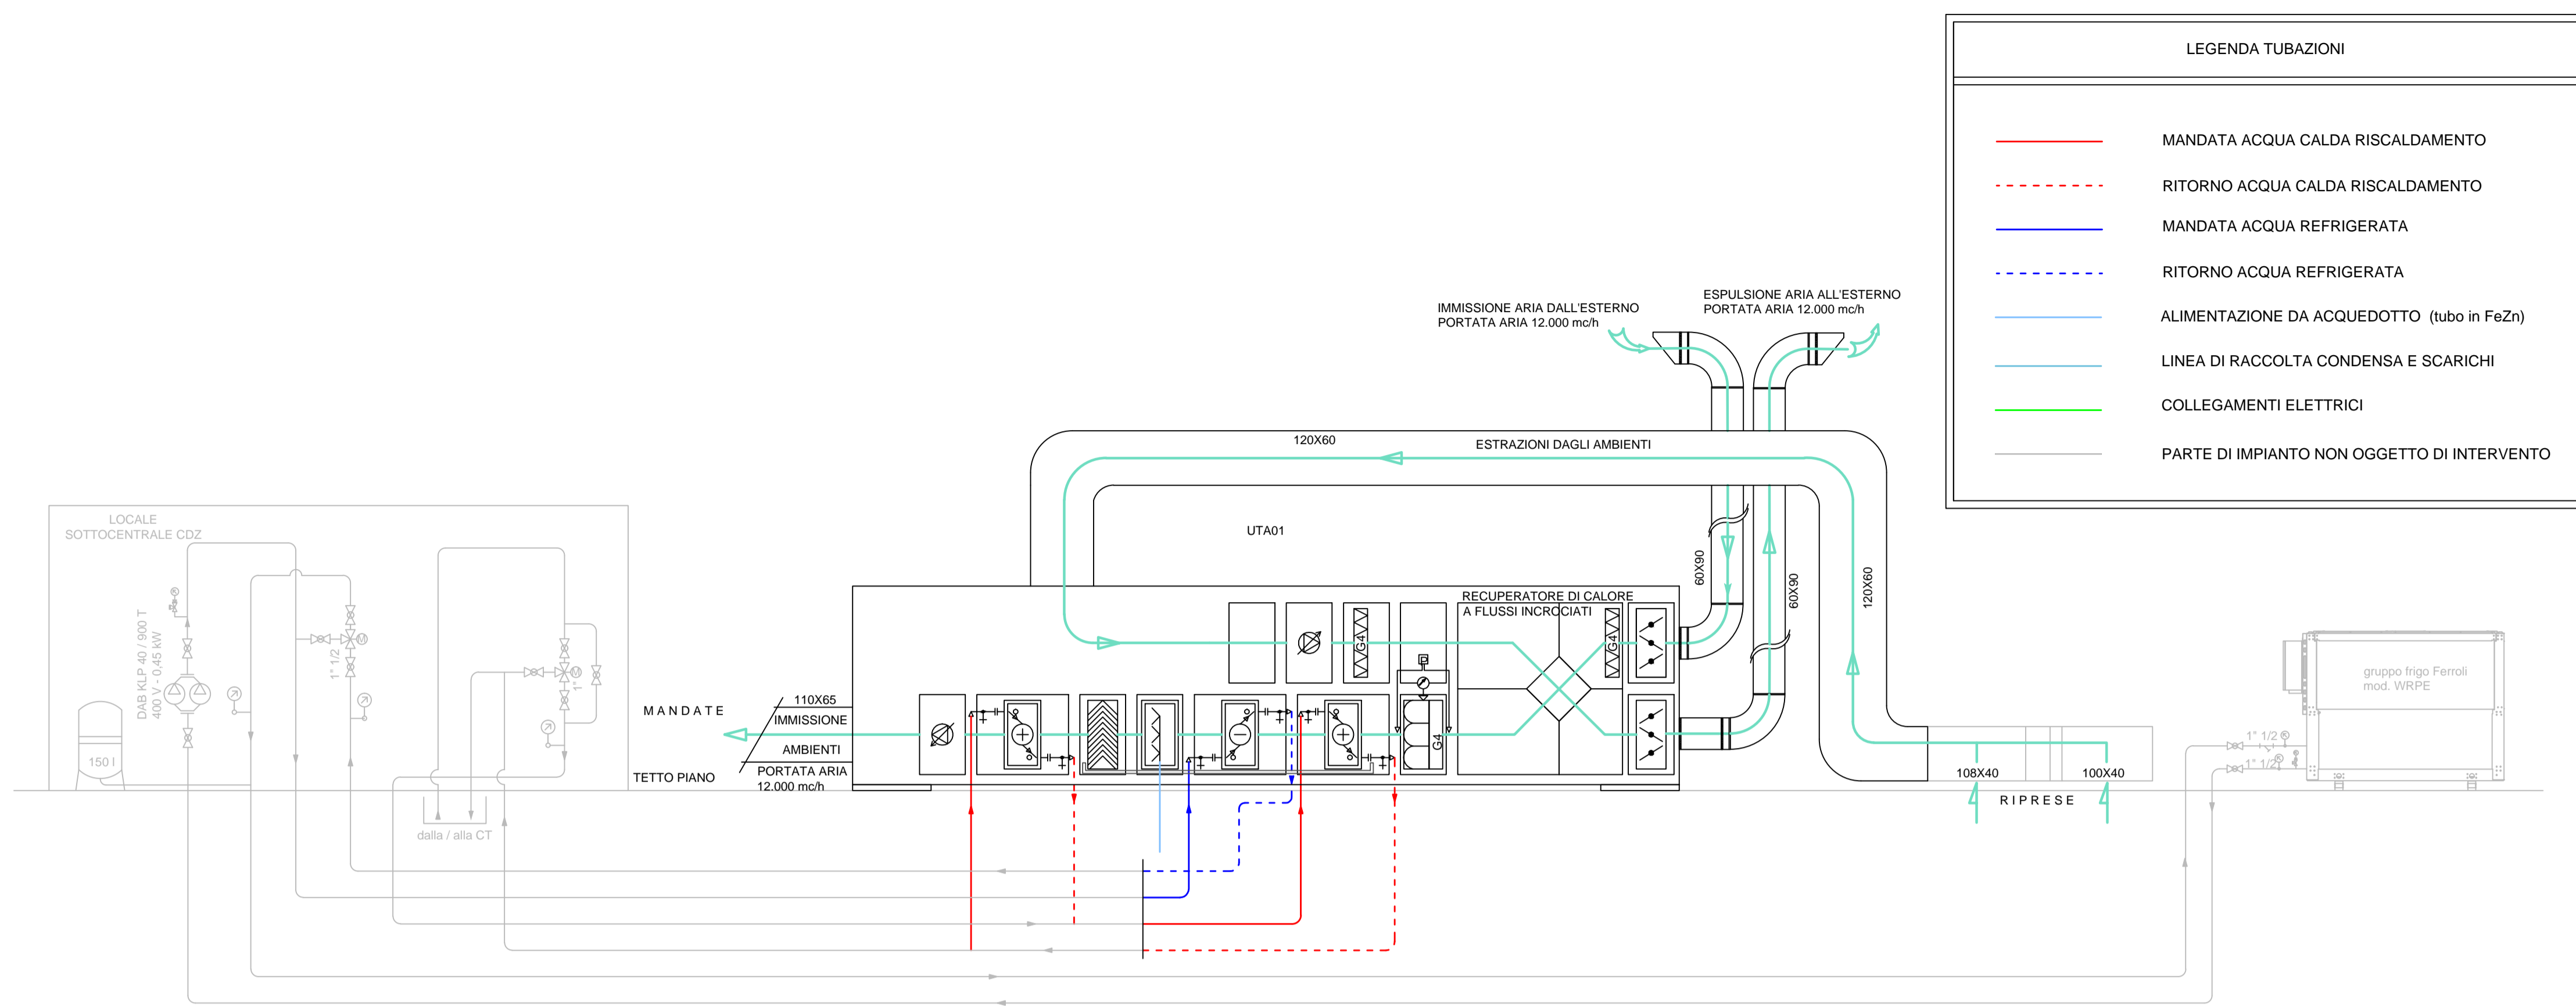 LEGENDA TUBAZIONI
MANDATA ACQUA CALDA RISCALDAMENTO
RITORNO ACQUA CALDA RISCALDAMENTO
MANDATA ACQUA REFRIGERATA
RITORNO ACQUA REFRIGERATA
ALIMENTAZIONE DA ACQUEDOTTO (tubo in FeZn)
LINEA DI RACCOLTA CONDENSA E SCARICHI
COLLEGAMENTI ELETTRICI
PARTE DI IMPIANTO NON OGGETTO DI INTERVENTO
IMMISSIONE ARIA DALL'ESTERNO
PORTATA ARIA 12.000 mc/h
ESPULSIONE ARIA ALL'ESTERNO
PORTATA ARIA 12.000 mc/h
120X60
ESTRAZIONI DAGLI AMBIENTI
UTA01
60X90
60X90
120X60
LOCALE
SOTTOCENTRALE CDZ
DAB KLP 40 / 900 T
400 V - 0,45 kW
1" 1/2
M
1"
M
150 l
dalla / alla CT
RECUPERATORE DI CALORE
A FLUSSI INCROCIATI
G4
G4
P
G4
MANDATE
110X65
IMMISSIONE
AMBIENTI
TETTO PIANO
PORTATA ARIA
12.000 mc/h
108X40
100X40
RIPRESE
gruppo frigo Ferroli
mod. WRPE
1" 1/2
1" 1/2